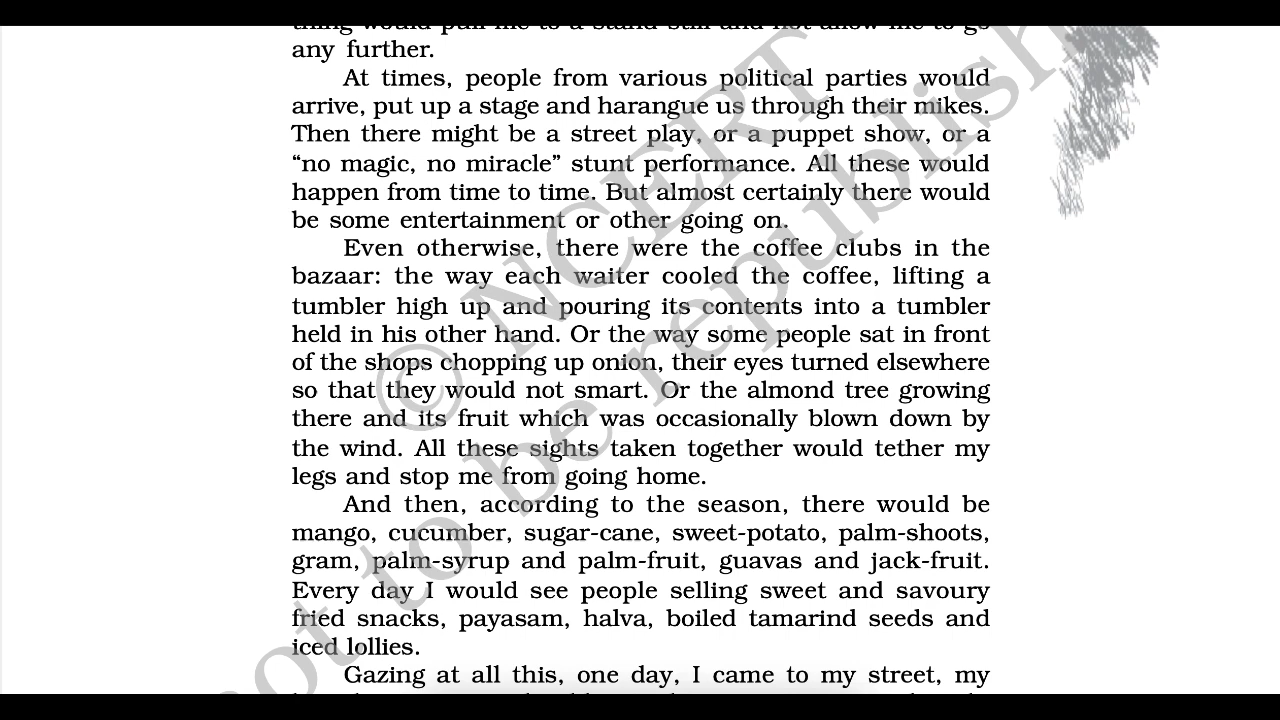 thing would pull me to a stand-still and not allow me to go
any further.
At times, people from various political parties would
arrive, put up a stage and harangue us through their mikes.
Then there might be a street play, or a puppet show, or a
“no magic, no miracle” stunt performance. All these would
happen from time to time. But almost certainly there would
be some entertainment or other going on.
Even otherwise, there were the coffee clubs in the
bazaar: the way each waiter cooled the coffee, lifting a
tumbler high up and pouring its contents into a tumbler
held in his other hand. Or the way some people sat in front
of the shops chopping up onion, their eyes turned elsewhere
so that they would not smart. Or the almond tree growing
there and its fruit which was occasionally blown down by
the wind. All these sights taken together would tether my
legs and stop me from going home.
And then, according to the season, there would be
mango, cucumber, sugar-cane, sweet-potato, palm-shoots,
gram, palm-syrup and palm-fruit, guavas and jack-fruit.
Every day I would see people selling sweet and savoury
fried snacks, payasam, halva, boiled tamarind seeds and
iced lollies.
Gazing at all this, one day, I came to my street, my
© NCERT
not to be republish